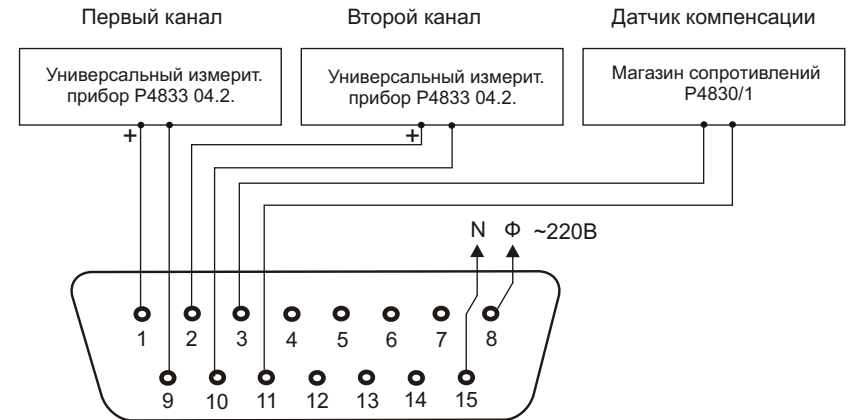 Первый канал
Второй канал
Датчик компенсации
Универсальный измерит.
прибор Р4833 04.2.
Универсальный измерит.
прибор Р4833 04.2.
Магазин сопротивлений
Р4830/1
+
+
N Ф ~220В
1 2 3 4 5 6 7 8
9 10 11 12 13 14 15